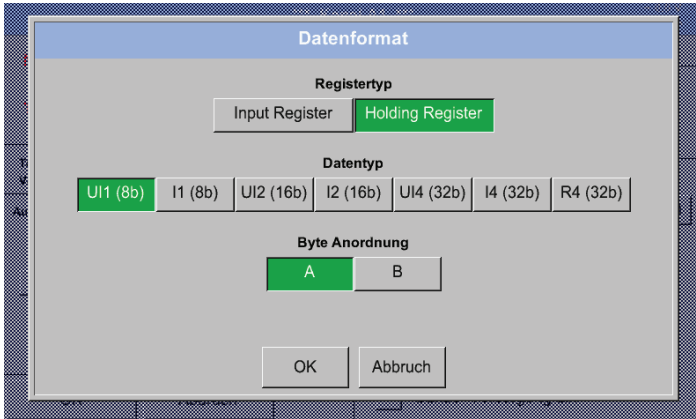 Datenformat
Registertyp
Input Register Holding Register
Datentyp
UI1 (8b) I1 (8b) UI2 (16b) I2 (16b) UI4 (32b) I4 (32b) R4 (32b)
Byte Anordnung
A B
OK Abbruch